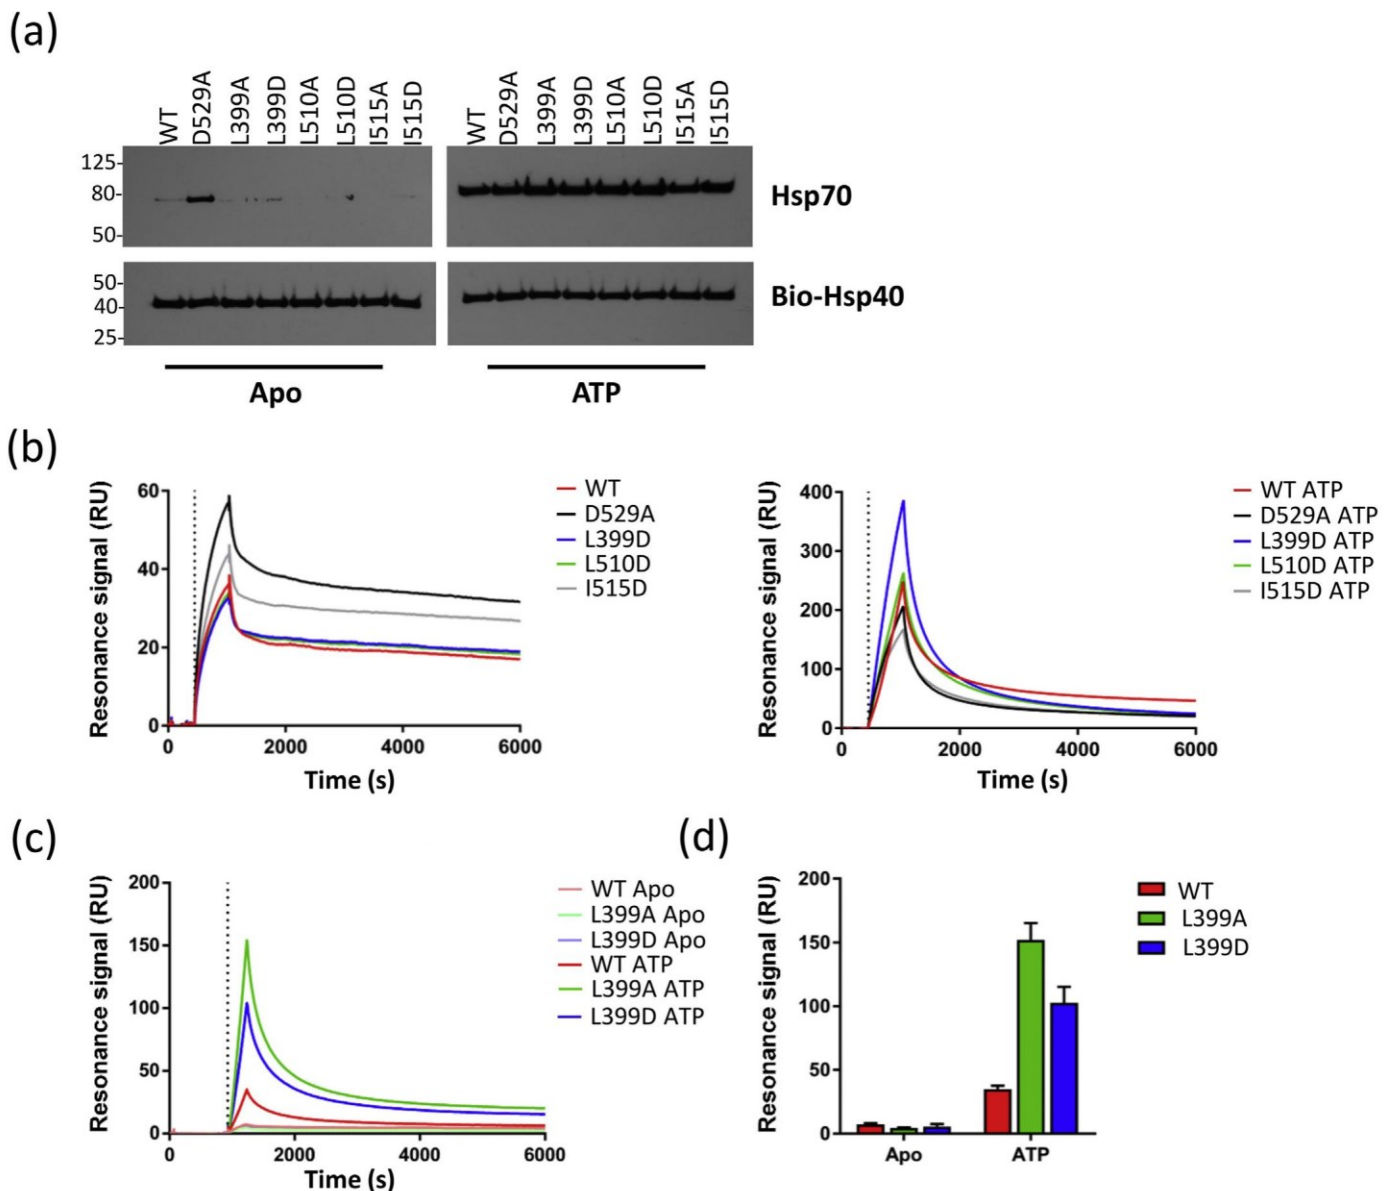 (a)
WT D529A L399A L399D L510A L510D I515A I515D WT D529A L399A L399D L510A L510D I515A I515D
125-
80-
50-
Hsp70
50-
40-
25-
Bio-Hsp40
Apo ATP
(b)
Resonance signal (RU)
60
40
20
0
0 2000 4000 6000
Time (s)
WT
D529A
L399D
L510D
I515D
Resonance signal (RU)
400
300
200
100
0
0 2000 4000 6000
Time (s)
WT ATP
D529A ATP
L399D ATP
L510D ATP
I515D ATP
(c)
Resonance signal (RU)
200
150
100
50
0
0 2000 4000 6000
Time (s)
WT Apo
L399A Apo
L399D Apo
WT ATP
L399A ATP
L399D ATP
(d)
Resonance signal (RU)
200
150
100
50
0
Apo ATP
WT
L399A
L399D